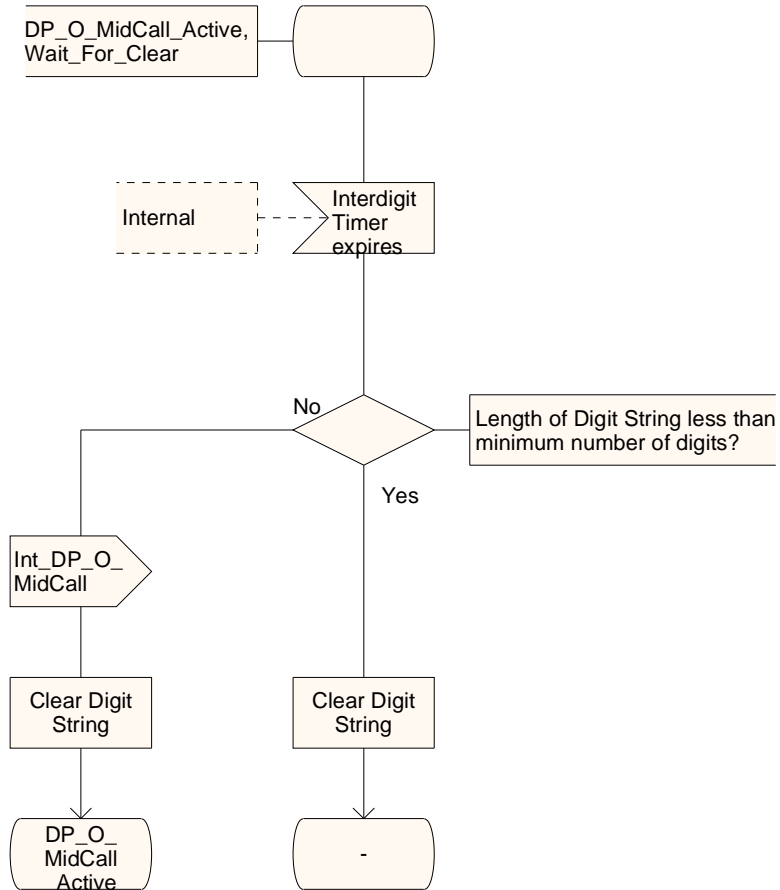 DP_O_MidCall_Active,
Wait_For_Clear
Internal
Interdigit
Timer
expires
No
Length of Digit String less than
minimum number of digits?
Yes
Int_DP_O_
MidCall
Clear Digit
String
Clear Digit
String
DP_O_
MidCall
_Active
-